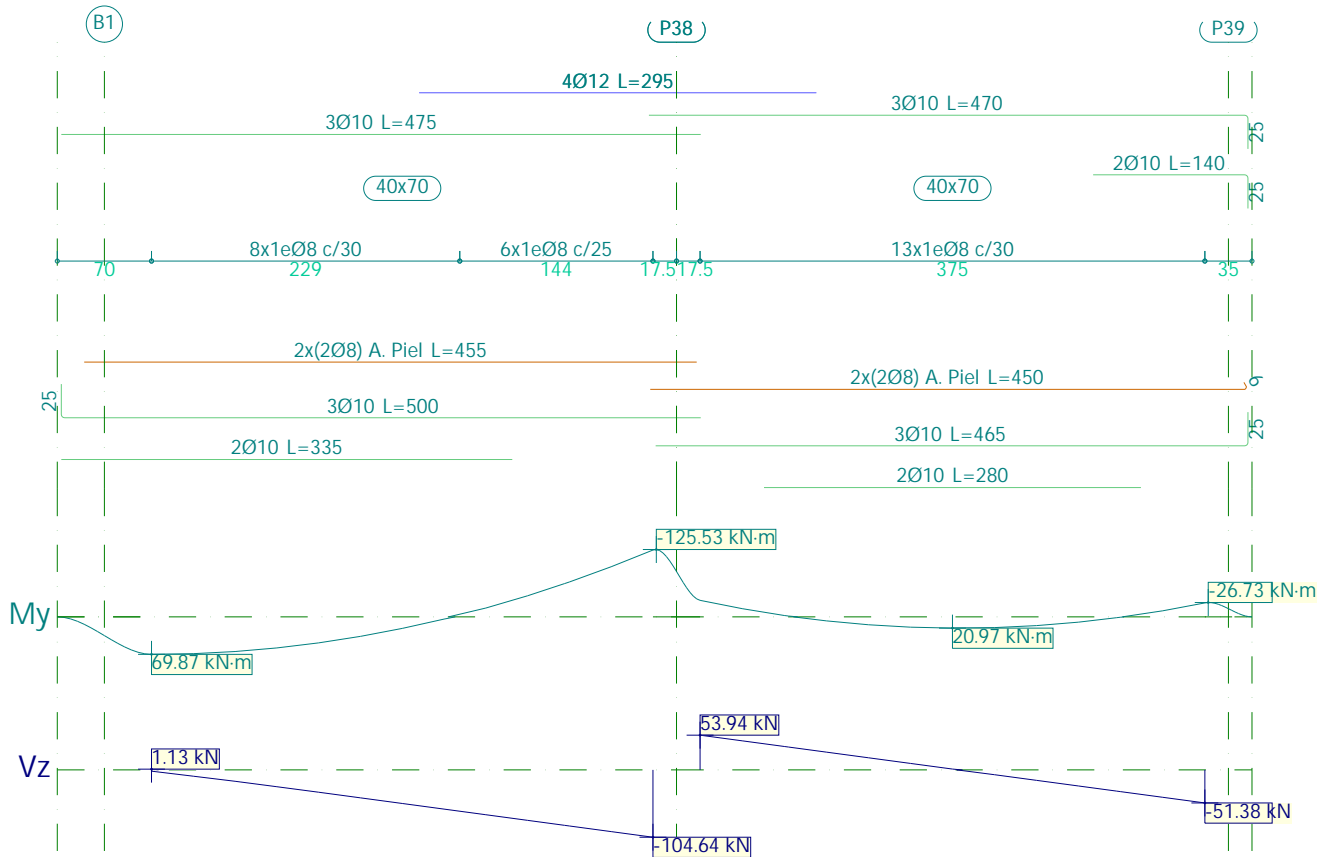 B1 P38 P39
4Ø12 L=295
3Ø10 L=470
3Ø10 L=475
25
2Ø10 L=140
40x70 40x70
25
8x1eØ8 c/30 6x1eØ8 c/25 13x1eØ8 c/30
70 229 144 17.5 17.5 375 35
2x(2Ø8) A. Piel L=455
2x(2Ø8) A. Piel L=450
9
25
3Ø10 L=500
25
3Ø10 L=465
2Ø10 L=335
2Ø10 L=280
-125.53 kN·m
-26.73 kN·m
My
20.97 kN·m
69.87 kN·m
53.94 kN
1.13 kN
Vz
-51.38 kN
-104.64 kN